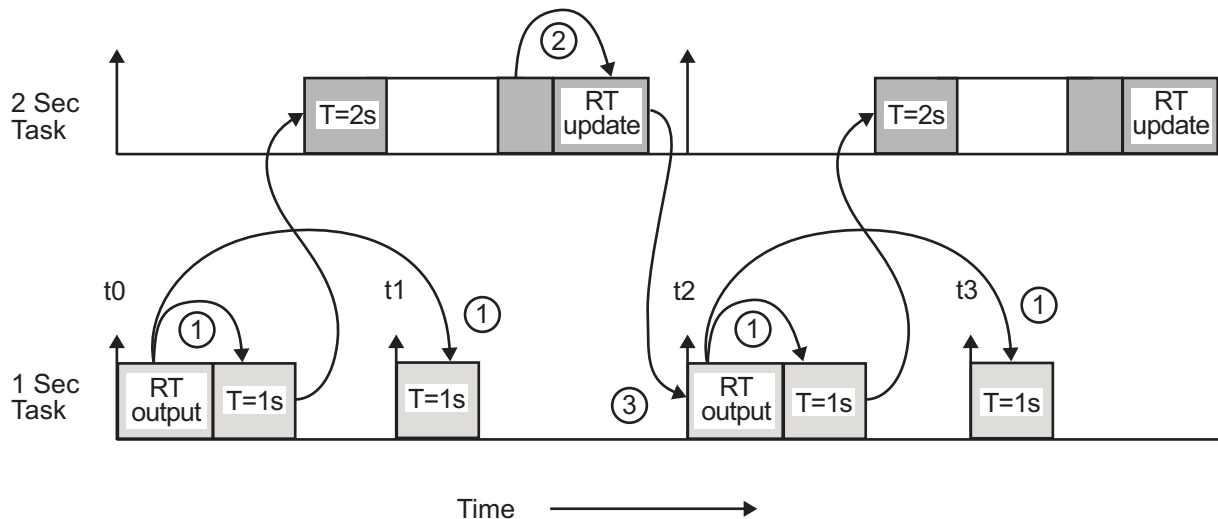 2
2 Sec
Task
T=2s
RT
update
T=2s
RT
update
t0
t1
1
t2
t3
1
1
1
1 Sec
Task
RT
output
T=1s
T=1s
3
RT
output
T=1s
T=1s
Time